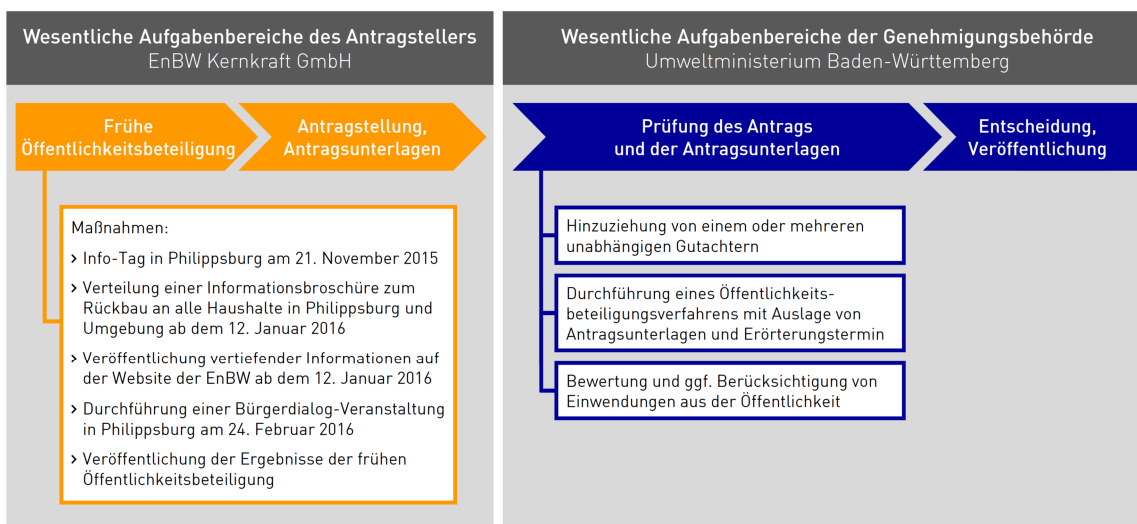 Wesentliche Aufgabenbereiche des Antragstellers
EnBW Kernkraft GmbH
Frühe
Öffentlichkeitsbeteiligung
Antragstellung,
Antragsunterlagen
Maßnahmen:
› Info-Tag in Philippsburg am 21. November 2015
› Verteilung einer Informationsbroschüre zum
Rückbau an alle Haushalte in Philippsburg und
Umgebung ab dem 12. Januar 2016
› Veröffentlichung vertiefender Informationen auf
der Website der EnBW ab dem 12. Januar 2016
› Durchführung einer Bürgerdialog-Veranstaltung
in Philippsburg am 24. Februar 2016
› Veröffentlichung der Ergebnisse der frühen
Öffentlichkeitsbeteiligung
Wesentliche Aufgabenbereiche der Genehmigungsbehörde
Umweltministerium Baden-Württemberg
Prüfung des Antrags
und der Antragsunterlagen
Entscheidung,
Veröffentlichung
Hinzuziehung von einem oder mehreren
unabhängigen Gutachtern
Durchführung eines Öffentlichkeits-
beteiligungsverfahrens mit Auslage von
Antragsunterlagen und Erörterungstermin
Bewertung und ggf. Berücksichtigung von
Einwendungen aus der Öffentlichkeit